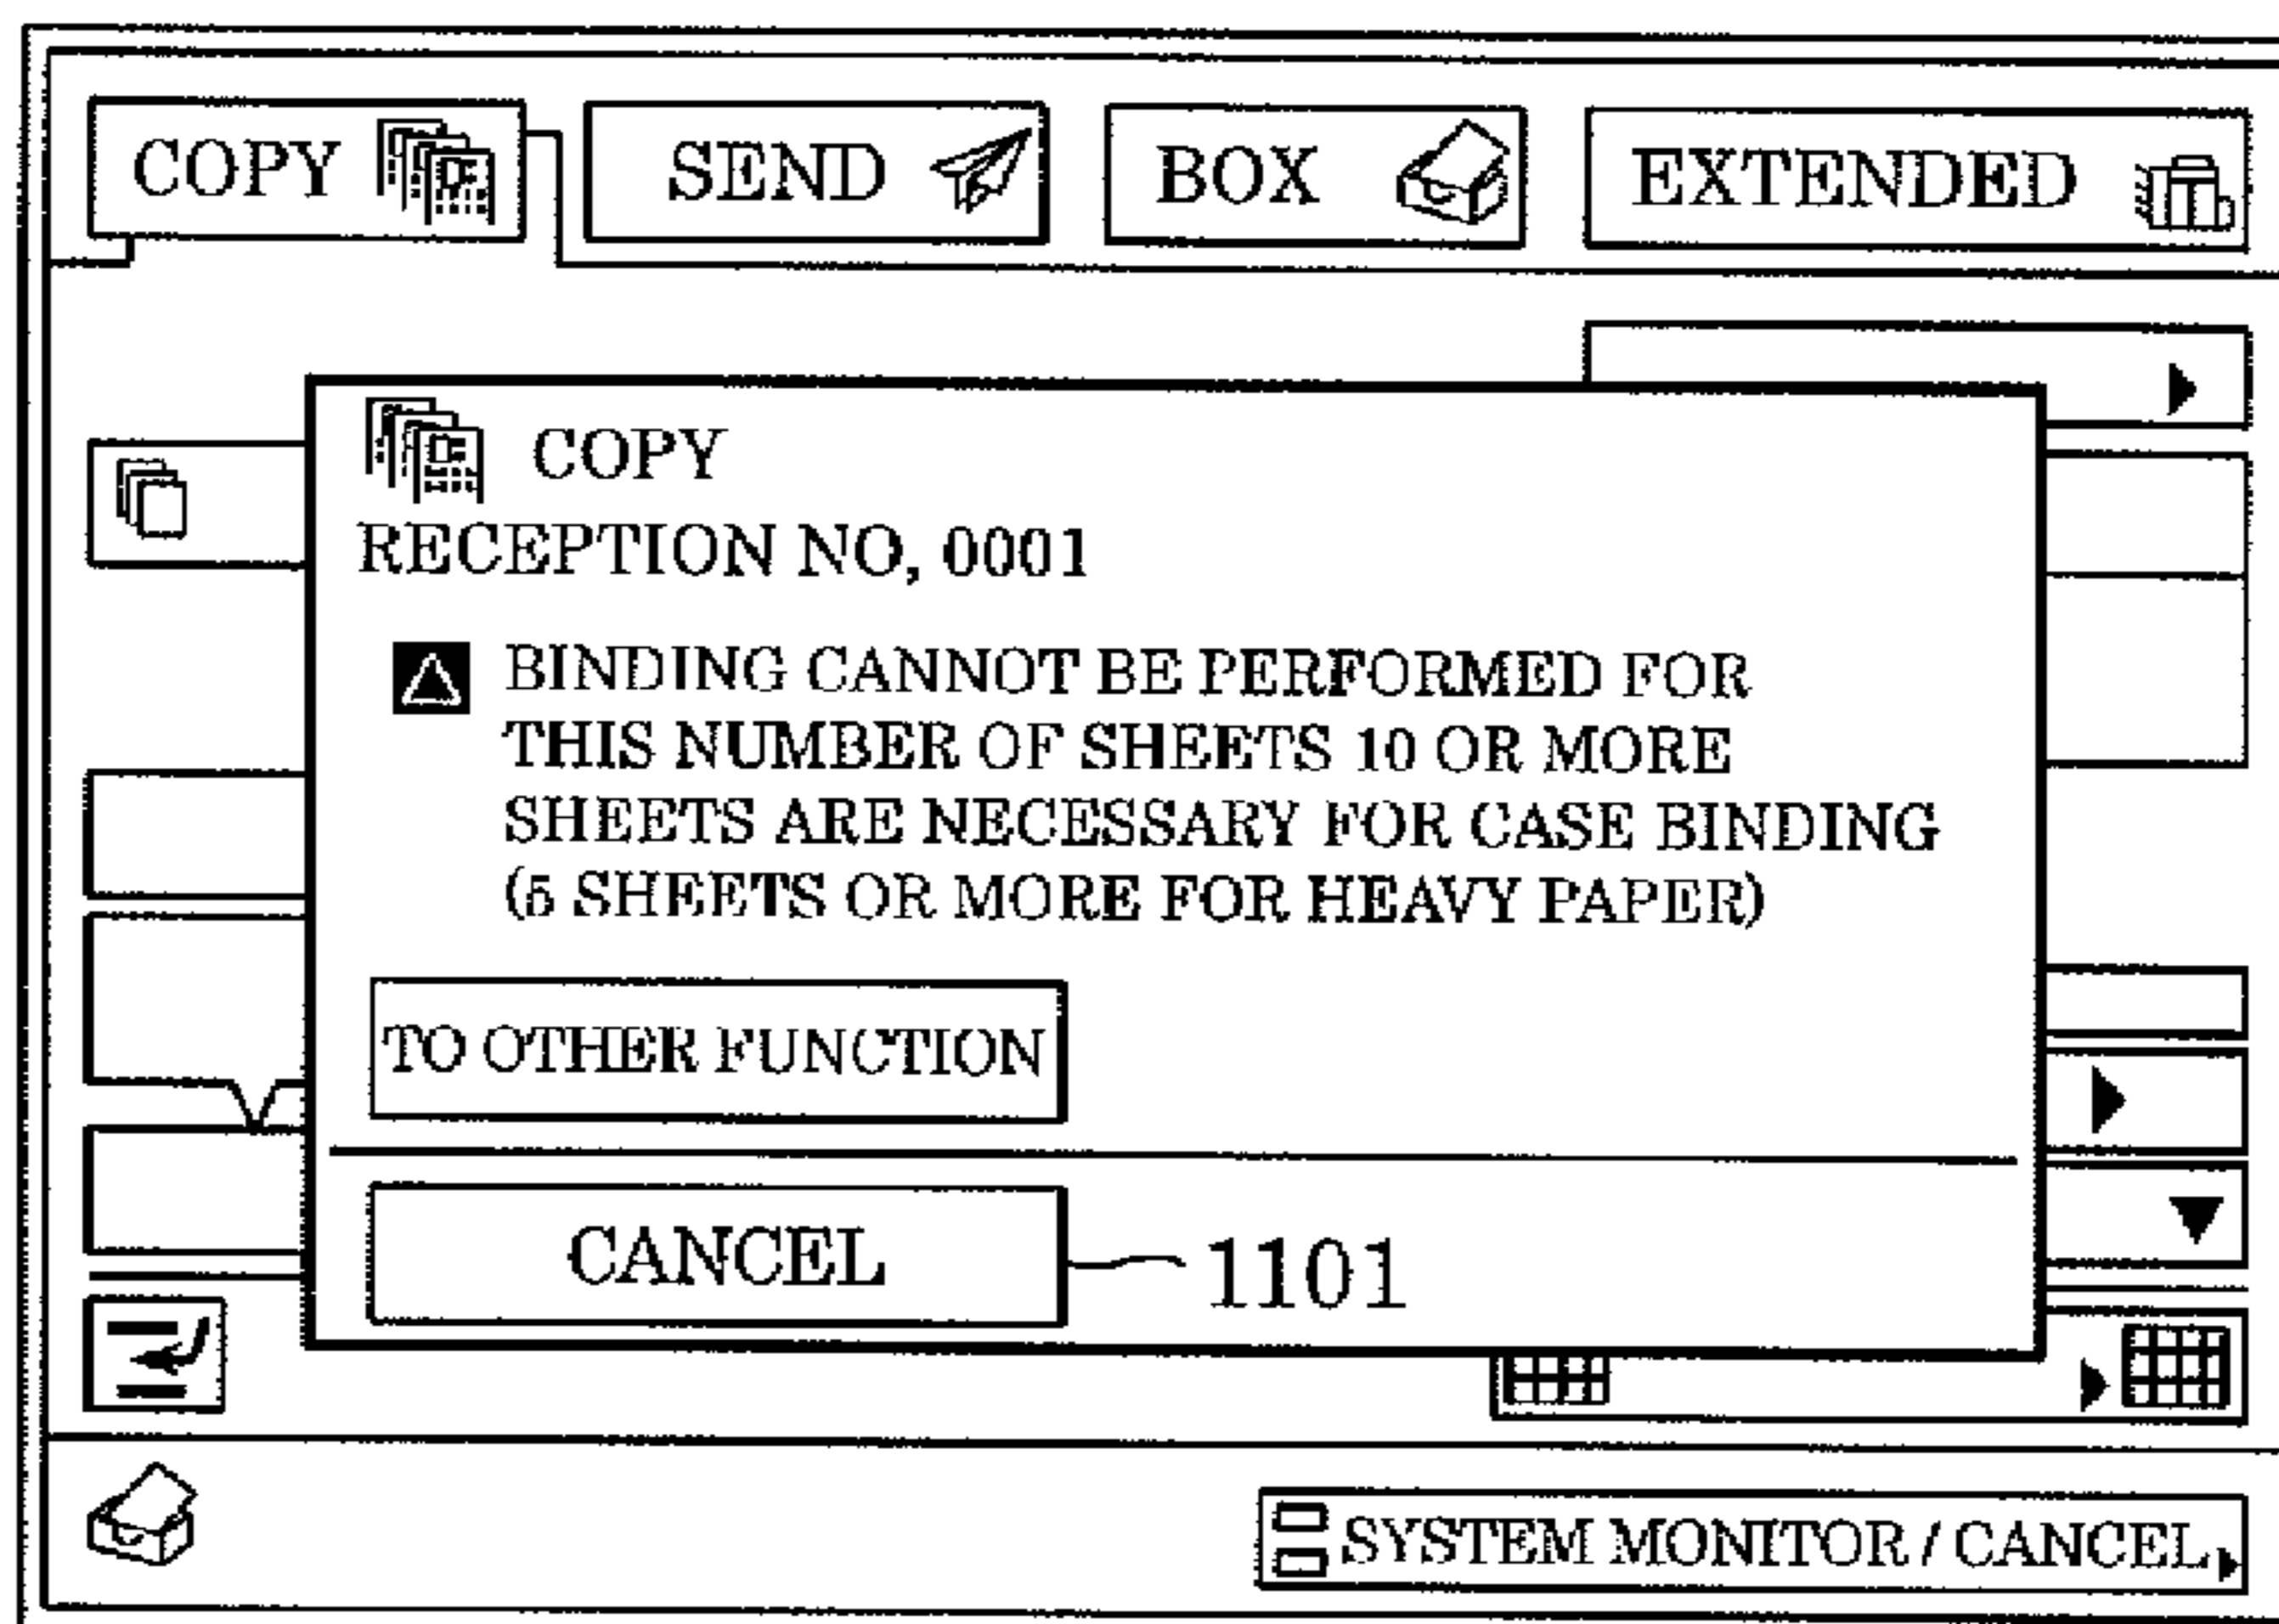 COPY
SEND
BOX
EXTENDED
COPY
RECEPTION NO, 0001
BINDING CANNOT BE PERFORMED FOR
THIS NUMBER OF SHEETS 10 OR MORE
SHEETS ARE NECESSARY FOR CASE BINDING
(5 SHEETS OR MORE FOR HEAVY PAPER)
TO OTHER FUNCTION
CANCEL
1101
SYSTEM MONITOR / CANCEL